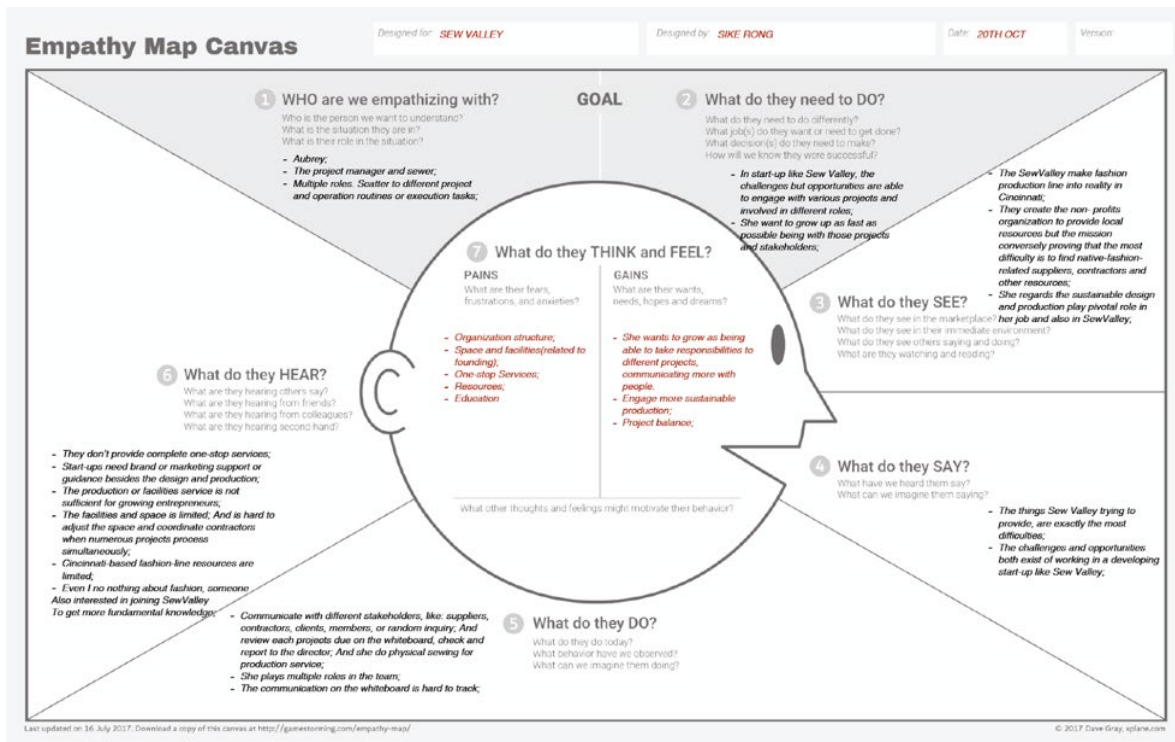 Empathy Map Canvas
Designed for: SEW VALLEY
Designed by: SIKE RONG
Date: 20TH OCT
Version:
1 WHO are we empathizing with?
Who is the person we want to understand?
What is the situation they are in?
What is their role in the situation?
- Aubrey;
- The project manager and sewer;
- Multiple roles. Scatter to different project
and operation routines or execution tasks;
GOAL
2 What do they need to DO?
What do they need to do differently?
What job(s) do they want or need to get done?
What decision(s) do they need to make?
How will we know they were successful?
- In start-up like Sew Valley, the
challenges but opportunities are able
to engage with various projects and
involved in different roles;
- She want to grow up as fast as
possible being with those projects
and stakeholders;
- The SewValley make fashion
production line into reality in
Cincinnati;
- They create the non- profits
organization to provide local
resources but the mission
conversely proving that the most
difficulty is to find native-fashion-
related suppliers, contractors and
other resources;
- She regards the sustainable design
and production play pivotal role in
her job and also in SewValley;
3 What do they SEE?
What do they see in the marketplace?
What do they see in their immediate environment?
What do they see others saying and doing?
What are they watching and reading?
4 What do they SAY?
What have we heard them say?
What can we imagine them saying?
- The things Sew Valley trying to
provide, are exactly the most
difficulties;
- The challenges and opportunities
both exist of working in a developing
start-up like Sew Valley;
5 What do they DO?
What do they do today?
What behavior have we observed?
What can we imagine them doing?
- Communicate with different stakeholders, like: suppliers,
contractors, clients, members, or random inquiry; And
review each projects due on the whiteboard, check and
report to the director; And she do physical sewing for
production service;
- She plays multiple roles in the team;
- The communication on the whiteboard is hard to track;
6 What do they HEAR?
What are they hearing others say?
What are they hearing from friends?
What are they hearing from colleagues?
What are they hearing second-hand?
- They don't provide complete one-stop services;
- Start-ups need brand or marketing support or
guidance besides the design and production;
- The production or facilities service is not
sufficient for growing entrepreneurs;
- The facilities and space is limited; And is hard to
adjust the space and coordinate contractors
when numerous projects process
simultaneously;
- Cincinnati-based fashion-line resources are
limited;
- Even I no nothing about fashion, someone
Also interested in joining SewValley
To get more fundamental knowledge;
7 What do they THINK and FEEL?
PAINS
What are their fears,
frustrations, and anxieties?
- Organization structure;
- Space and facilities(related to
founding);
- One-stop Services;
- Resources;
- Education
GAINS
What are their wants,
needs, hopes and dreams?
- She wants to grow as being
able to take responsibilities to
different projects,
communicating more with
people.
- Engage more sustainable
production;
- Project balance;
What other thoughts and feelings might motivate their behavior?
Last updated on 16 July 2017. Download a copy of this canvas at http://gamestorming.com/empathy-map/
© 2017 Dave Gray, xplane.com